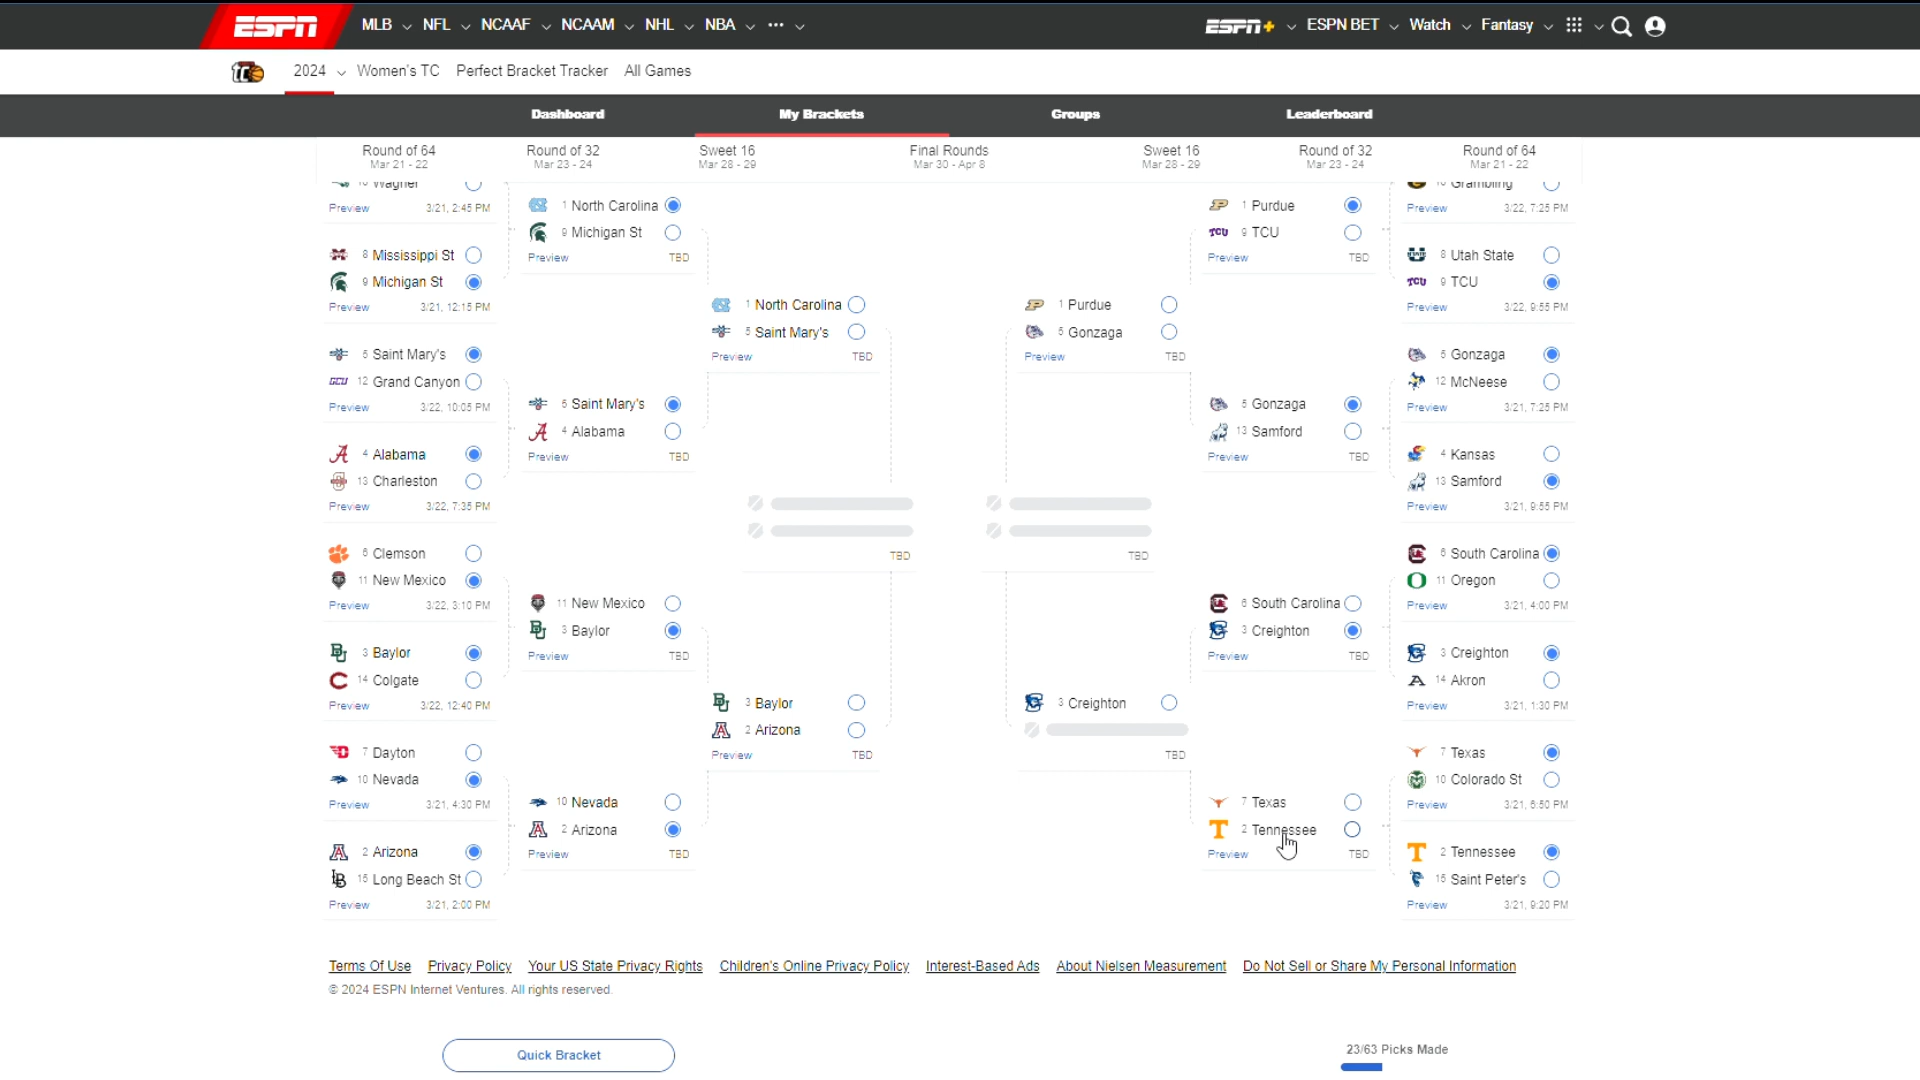 ESPN MLB NFL NCAAF NCAAM NHL NBA ESPN+ ESPN BET Watch Fantasy
TC 2024 Women's TC Perfect Bracket Tracker All Games
Dashboard My Brackets Groups Leaderboard
Round of 64 Round of 32 Sweet 16 Final Rounds Sweet 16 Round of 32 Round of 64
Mar 21 - 22 Mar 23 - 24 Mar 28 - 29 Mar 30 - Apr 8 Mar 28 - 29 Mar 23 - 24 Mar 21 - 22
16 Wagner
Preview 3/21, 2:45 PM
8 Mississippi St
9 Michigan St
Preview 3/21, 12:15 PM
5 Saint Mary's
GCU 12 Grand Canyon
Preview 3/22, 10:05 PM
4 Alabama
13 Charleston
Preview 3/22, 7:35 PM
6 Clemson
11 New Mexico
Preview 3/22, 3:10 PM
3 Baylor
14 Colgate
Preview 3/22, 12:40 PM
7 Dayton
10 Nevada
Preview 3/21, 4:30 PM
2 Arizona
15 Long Beach St
Preview 3/21, 2:00 PM
1 North Carolina
9 Michigan St
Preview TBD
5 Saint Mary's
4 Alabama
Preview TBD
11 New Mexico
3 Baylor
Preview TBD
10 Nevada
2 Arizona
Preview TBD
1 North Carolina
5 Saint Mary's
Preview TBD
3 Baylor
2 Arizona
Preview TBD
TBD
TBD
1 Purdue
5 Gonzaga
Preview TBD
3 Creighton
TBD
1 Purdue
TCU 9 TCU
Preview TBD
5 Gonzaga
13 Samford
Preview TBD
6 South Carolina
3 Creighton
Preview TBD
7 Texas
2 Tennessee
Preview TBD
16 Grambling
Preview 3/22, 7:25 PM
8 Utah State
TCU 9 TCU
Preview 3/22, 9:55 PM
5 Gonzaga
12 McNeese
Preview 3/21, 7:25 PM
4 Kansas
13 Samford
Preview 3/21, 9:55 PM
6 South Carolina
11 Oregon
Preview 3/21, 4:00 PM
3 Creighton
14 Akron
Preview 3/21, 1:30 PM
7 Texas
10 Colorado St
Preview 3/21, 6:50 PM
2 Tennessee
15 Saint Peter's
Preview 3/21, 9:20 PM
Terms Of Use Privacy Policy Your US State Privacy Rights Children's Online Privacy Policy Interest-Based Ads About Nielsen Measurement Do Not Sell or Share My Personal Information
© 2024 ESPN Internet Ventures. All rights reserved.
Quick Bracket
23/63 Picks Made